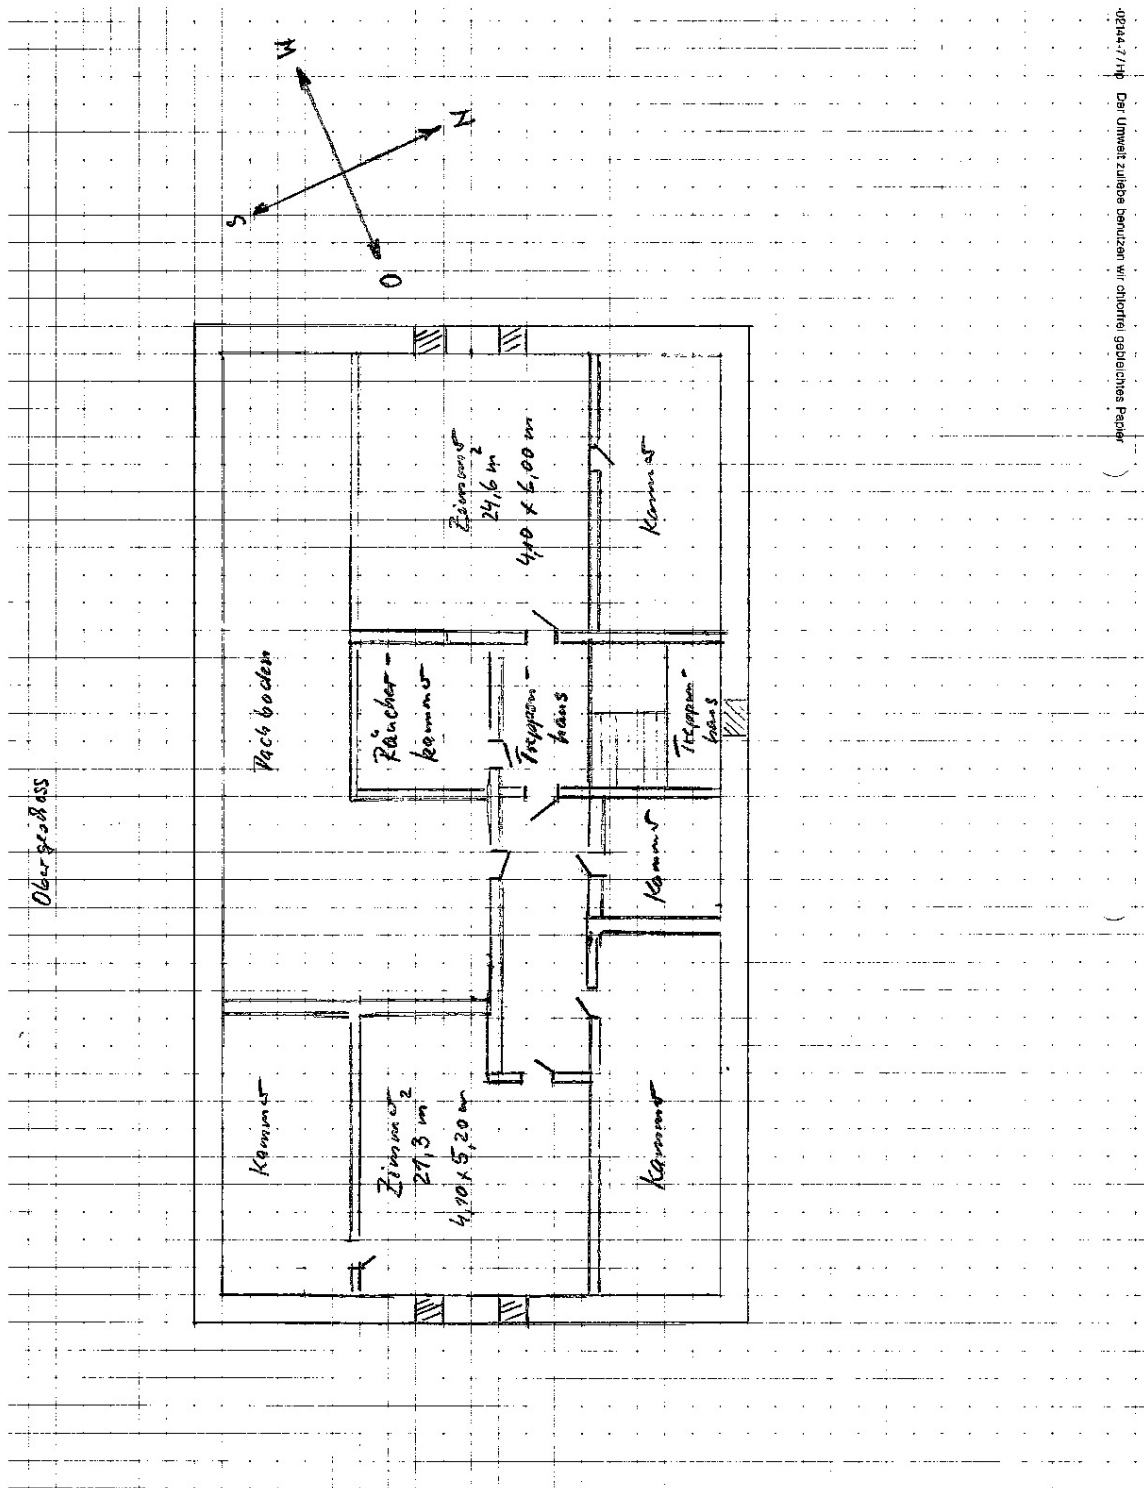 Obergeschoss
-02144-7/Hp Der Umwelt zuliebe benutzen wir chlorfrei gebleichtes Papier
W
N
S
O
Dachboden
Zimmer
24,6 m²
4,10 x 6,00 m
Kammer
Räucher-
kammer
Treppen-
haus
Treppen-
haus
Kammer
Kammer
Zimmer
21,3 m²
4,10 x 5,20 m
Kammer